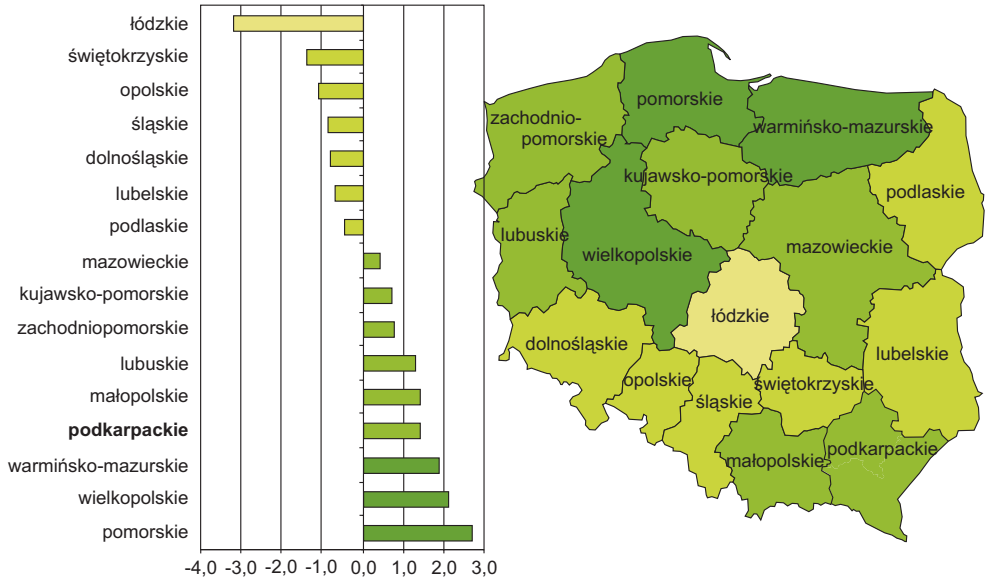 łódzkie
świętokrzyskie
opolskie
śląskie
dolnośląskie
lubelskie
podlaskie
mazowieckie
kujawsko-pomorskie
zachodniopomorskie
lubuskie
małopolskie
podkarpackie
warmińsko-mazurskie
wielkopolskie
pomorskie
-4,0 -3,0 -2,0 -1,0 0,0 1,0 2,0 3,0
pomorskie
zachodnio-
pomorskie
warmińsko-mazurskie
kujawsko-pomorskie
podlaskie
lubuskie
wielkopolskie
mazowieckie
łódzkie
dolnośląskie
lubelskie
opolskie
śląskie
świętokrzyskie
małopolskie
podkarpackie